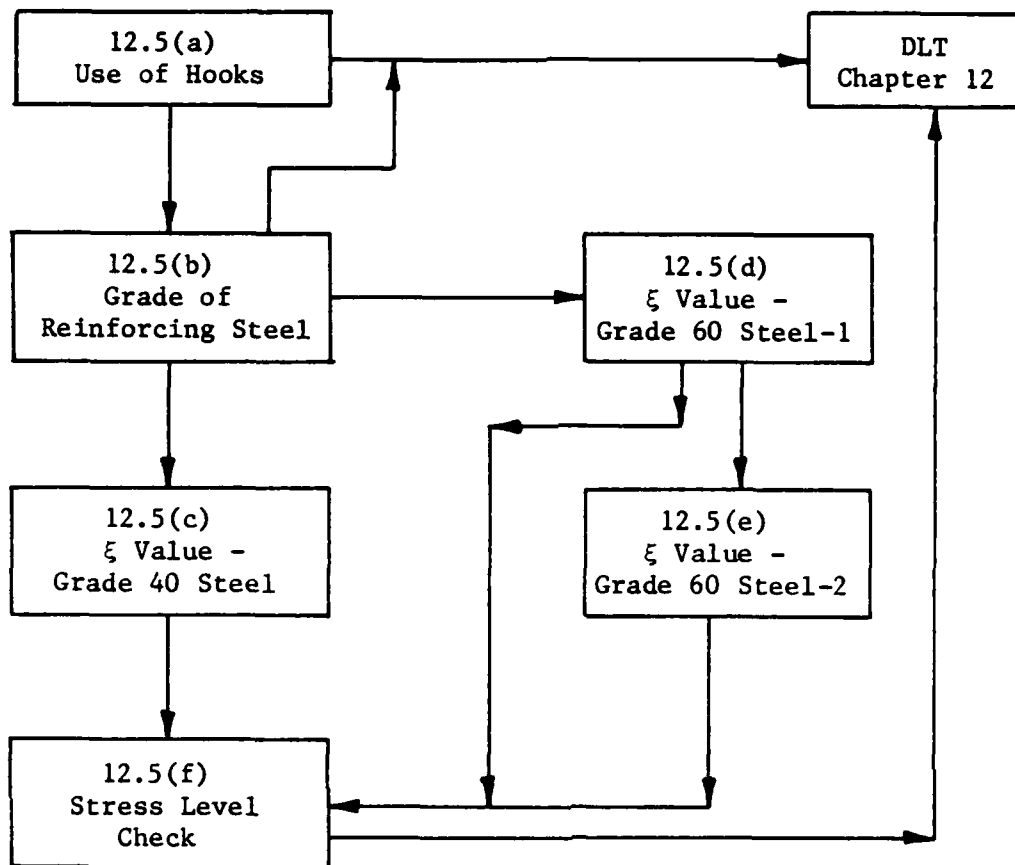 12.5(a)
Use of Hooks
DLT
Chapter 12
12.5(b)
Grade of
Reinforcing Steel
12.5(d)
ξ Value -
Grade 60 Steel-1
12.5(c)
ξ Value -
Grade 40 Steel
12.5(e)
ξ Value -
Grade 60 Steel-2
12.5(f)
Stress Level
Check